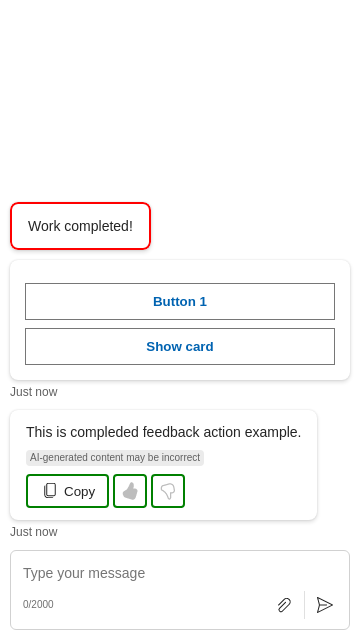 Work completed!
Button 1
Show card
Just now
This is compleded feedback action example.
AI-generated content may be incorrect
Copy
Just now
Type your message
0/2000